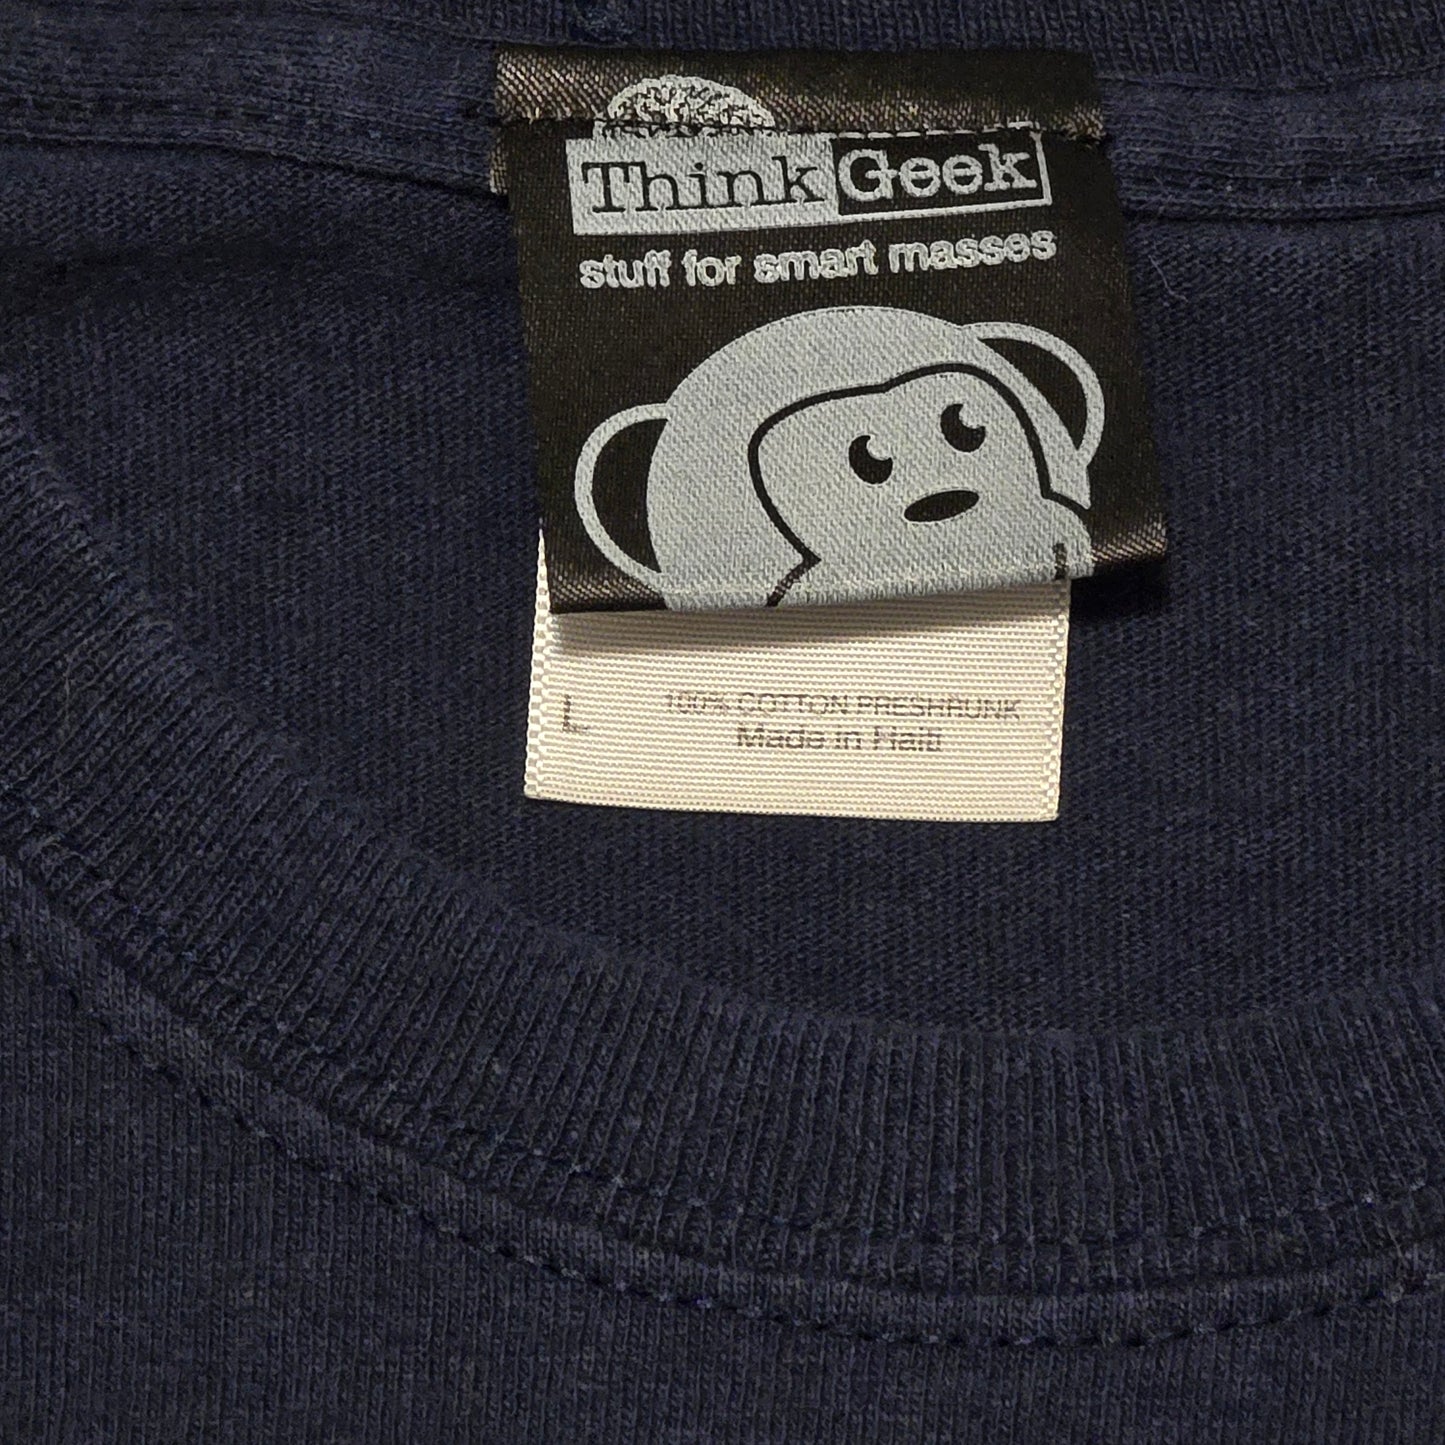 ThinkGeek
stuff for smart masses
L
100% COTTON PRESHRUNK
Made in Haiti